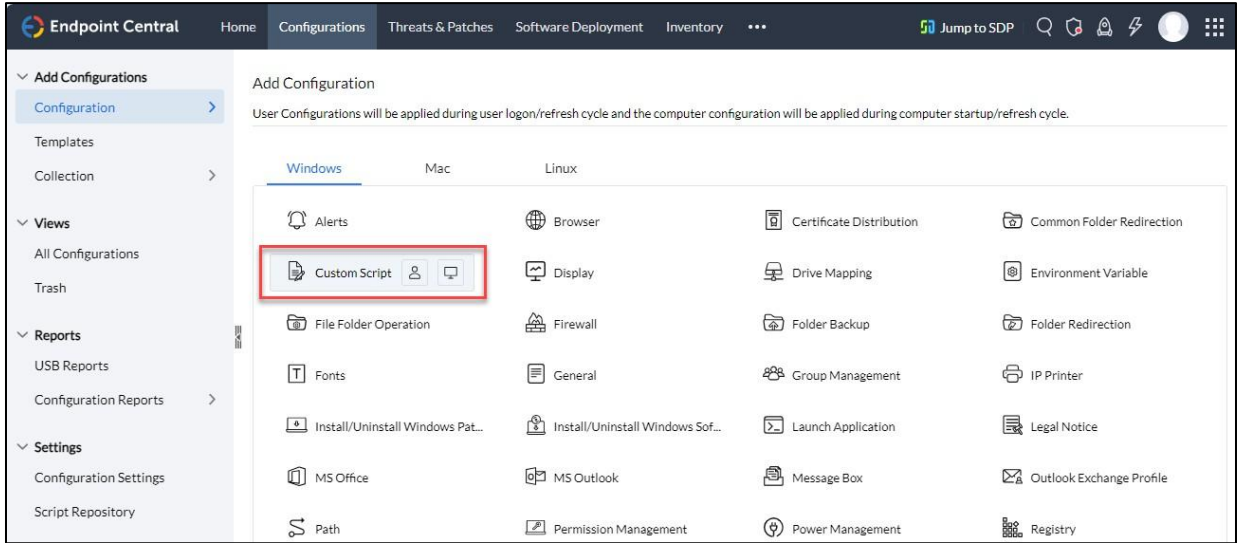 Endpoint Central Home Configurations Threats & Patches Software Deployment Inventory ••• Jump to SDP
Add Configurations
Configuration
Templates
Collection
Views
All Configurations
Trash
Reports
USB Reports
Configuration Reports
Settings
Configuration Settings
Script Repository
Add Configuration
User Configurations will be applied during user logon/refresh cycle and the computer configuration will be applied during computer startup/refresh cycle.
Windows Mac Linux
Alerts Browser Certificate Distribution Common Folder Redirection
Custom Script Display Drive Mapping Environment Variable
File Folder Operation Firewall Folder Backup Folder Redirection
Fonts General Group Management IP Printer
Install/Uninstall Windows Pat... Install/Uninstall Windows Sof... Launch Application Legal Notice
MS Office MS Outlook Message Box Outlook Exchange Profile
Path Permission Management Power Management Registry